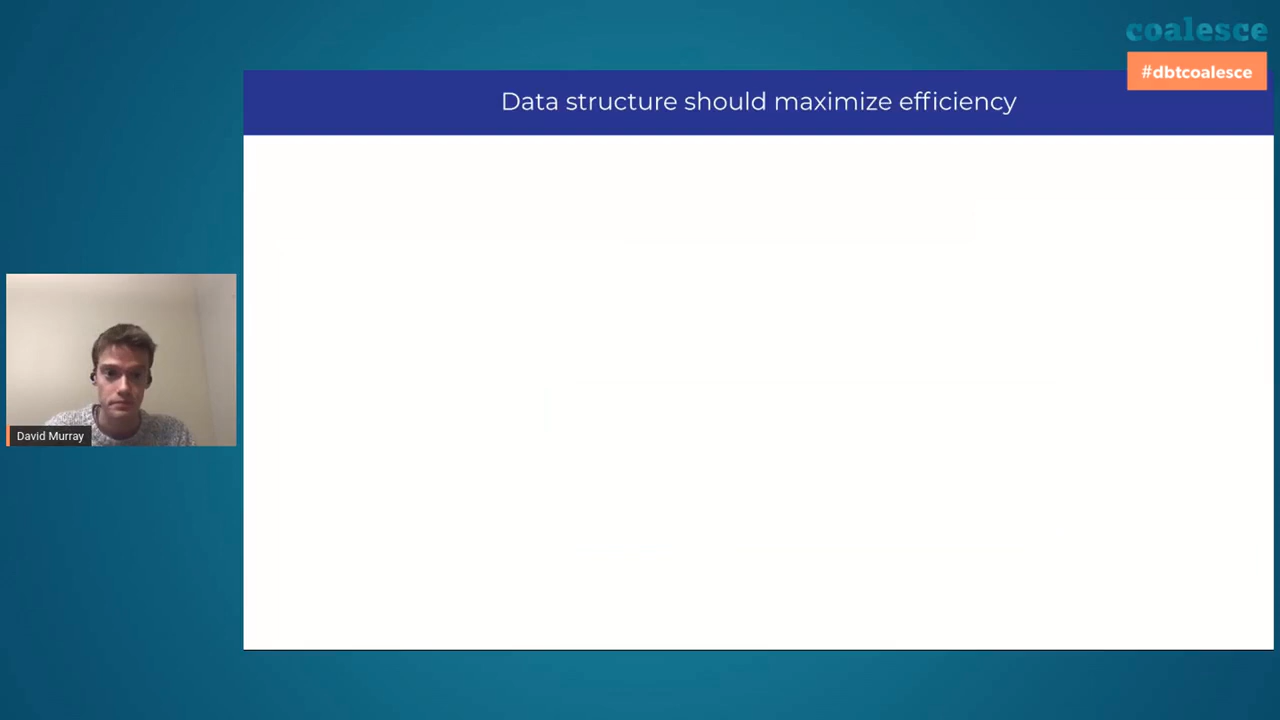 coalesce
#dbtcoalesce
Data structure should maximize efficiency
David Murray